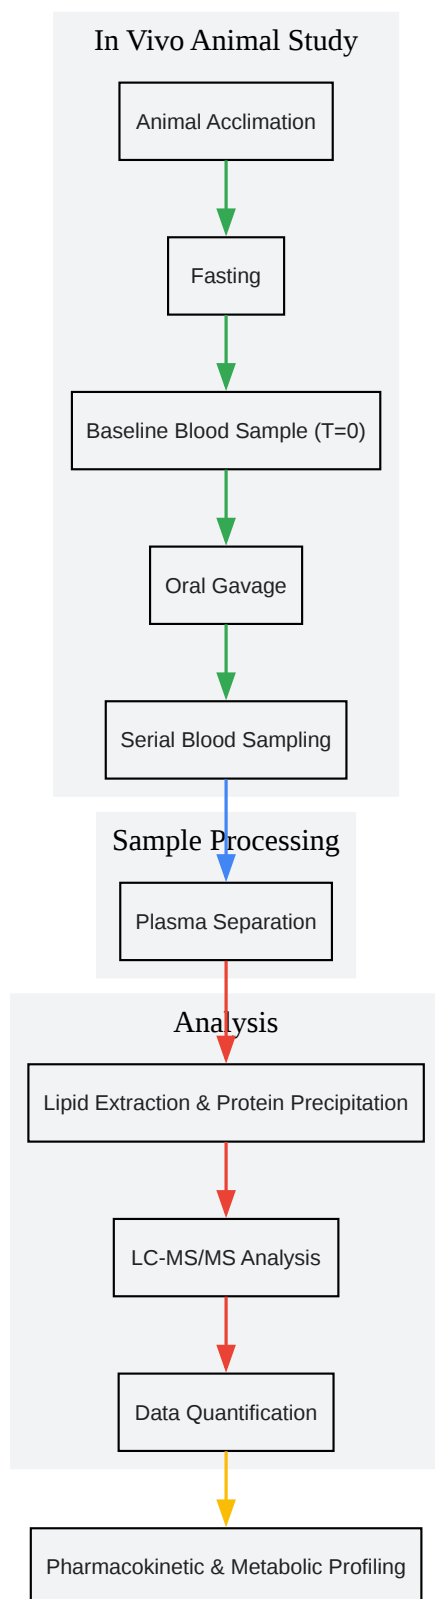 In Vivo Animal Study
Animal Acclimation
Fasting
Baseline Blood Sample (T=0)
Oral Gavage
Serial Blood Sampling
Sample Processing
Plasma Separation
Analysis
Lipid Extraction & Protein Precipitation
LC-MS/MS Analysis
Data Quantification
Pharmacokinetic & Metabolic Profiling